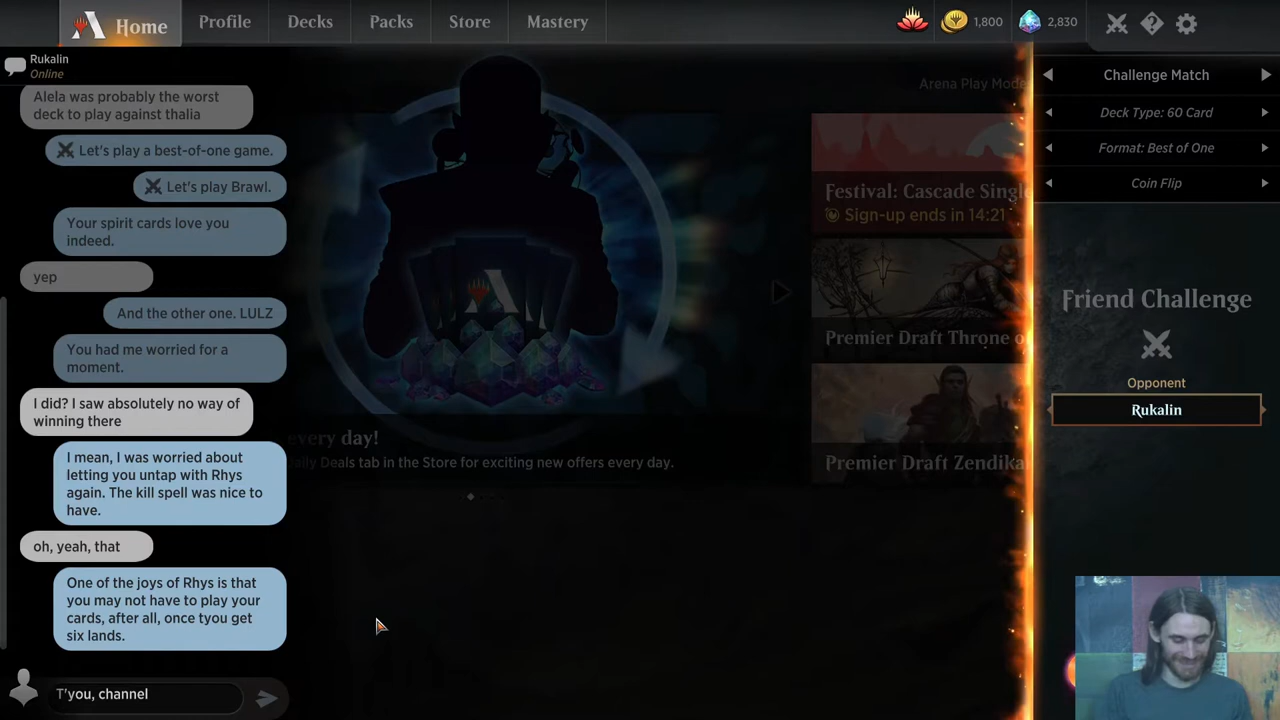 Home
Profile
Decks
Packs
Store
Mastery
1,800
2,830
Rukalin
Online
Alela was probably the worst
deck to play against thalia
Let's play a best-of-one game.
Let's play Brawl.
Your spirit cards love you
indeed.
yep
And the other one. LULZ
You had me worried for a
moment.
I did? I saw absolutely no way of
winning there
I mean, I was worried about
letting you untap with Rhys
again. The kill spell was nice to
have.
oh, yeah, that
One of the joys of Rhys is that
you may not have to play your
cards, after all, once tyou get
six lands.
T'you, channel
every day!
Daily Deals tab in the Store for exciting new offers every day.
Arena Play Mode
Festival: Cascade Single
Sign-up ends in 14:21
Premier Draft Throne o
Premier Draft Zendika
Challenge Match
Deck Type: 60 Card
Format: Best of One
Coin Flip
Friend Challenge
Opponent
Rukalin